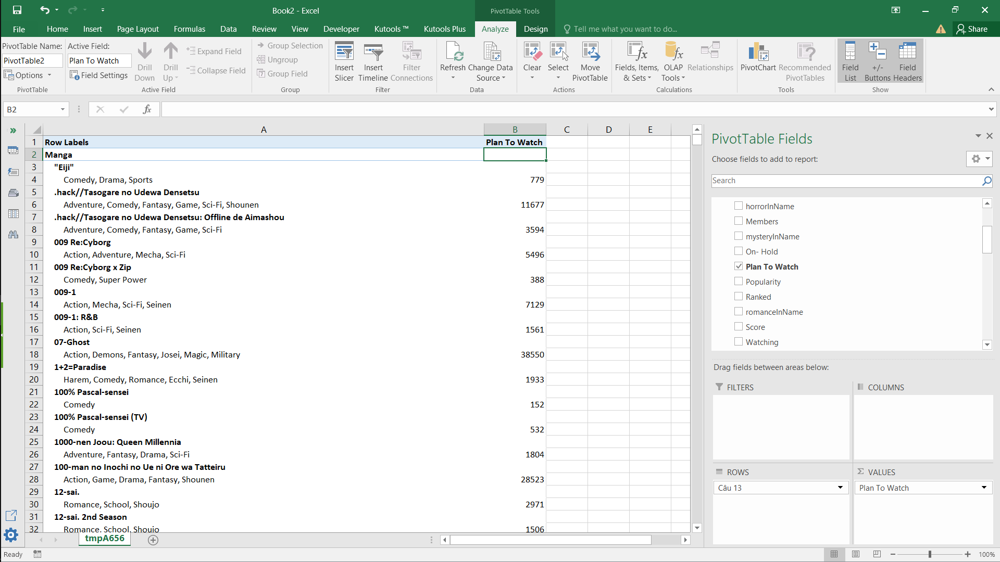 Book2 - Excel
PivotTable Tools
File Home Insert Page Layout Formulas Data Review View Developer Kutools ™ Kutools Plus Analyze Design Tell me what you want to do... Share
PivotTable Name:
PivotTable2
Options
PivotTable
Active Field:
Plan To Watch
Field Settings
Drill Down
Drill Up
Expand Field
Collapse Field
Active Field
Group Selection
Ungroup
Group Field
Group
Insert Slicer
Insert Timeline
Filter Connections
Filter
Refresh
Change Data Source
Data
Clear
Select
Move PivotTable
Actions
Fields, Items, & Sets
OLAP Tools
Relationships
Calculations
PivotChart
Recommended PivotTables
Tools
Field List
+/- Buttons
Field Headers
Show
B2
fx
A B C D E
1 Row Labels Plan To Watch
2 Manga
3 "Eiji"
4 Comedy, Drama, Sports 779
5 .hack//Tasogare no Udewa Densetsu
6 Adventure, Comedy, Fantasy, Game, Sci-Fi, Shounen 11677
7 .hack//Tasogare no Udewa Densetsu: Offline de Aimashou
8 Adventure, Comedy, Fantasy, Game, Sci-Fi 3594
9 009 Re:Cyborg
10 Action, Adventure, Mecha, Sci-Fi 5496
11 009 Re:Cyborg x Zip
12 Comedy, Super Power 388
13 009-1
14 Action, Mecha, Sci-Fi, Seinen 7129
15 009-1: R&B
16 Action, Sci-Fi, Seinen 1561
17 07-Ghost
18 Action, Demons, Fantasy, Josei, Magic, Military 38550
19 1+2=Paradise
20 Harem, Comedy, Romance, Ecchi, Seinen 1933
21 100% Pascal-sensei
22 Comedy 152
23 100% Pascal-sensei (TV)
24 Comedy 532
25 1000-nen Joou: Queen Millennia
26 Adventure, Fantasy, Drama, Sci-Fi 1804
27 100-man no Inochi no Ue ni Ore wa Tatteiru
28 Action, Game, Drama, Fantasy, Shounen 28523
29 12-sai.
30 Romance, School, Shoujo 2971
31 12-sai. 2nd Season
32 Romance, School, Shoujo 1506
tmpA656
Ready
100%
PivotTable Fields
Choose fields to add to report:
Search
horrorInName
Members
mysteryInName
On- Hold
Plan To Watch
Popularity
Ranked
romanceInName
Score
Watching
Drag fields between areas below:
FILTERS
COLUMNS
ROWS
Câu 13
Σ VALUES
Plan To Watch